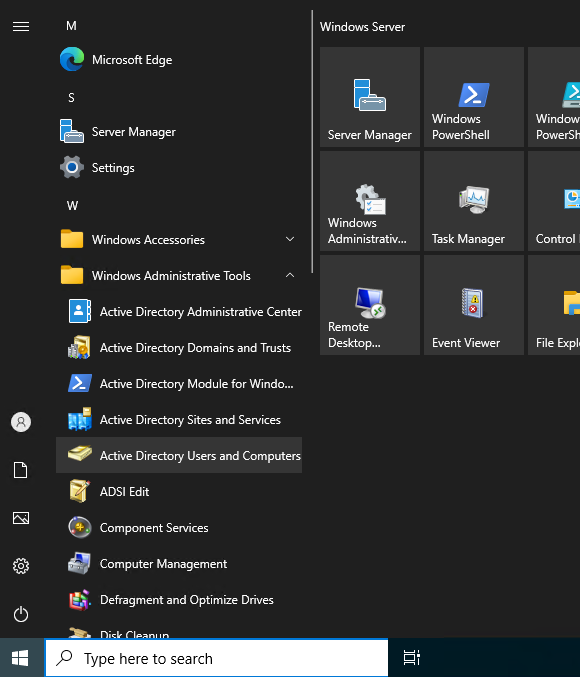 M
Microsoft Edge
S
Server Manager
Settings
W
Windows Accessories
Windows Administrative Tools
Active Directory Administrative Center
Active Directory Domains and Trusts
Active Directory Module for Windo...
Active Directory Sites and Services
Active Directory Users and Computers
ADSI Edit
Component Services
Computer Management
Defragment and Optimize Drives
Disk Cleanup
Windows Server
Server Manager
Windows
PowerShell
Window
PowerSh
Windows
Administrativ...
Task Manager
Control
Remote
Desktop...
Event Viewer
File Expl
Type here to search